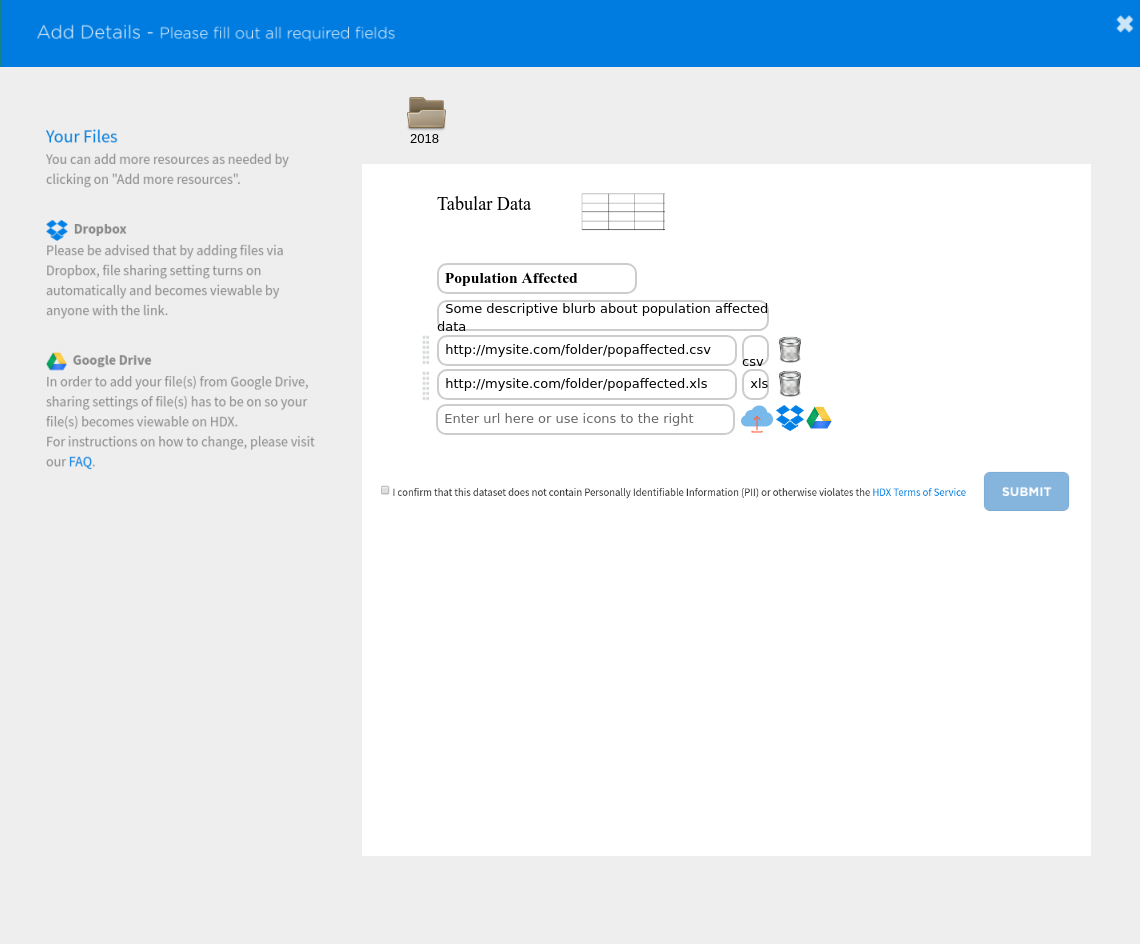 Add Details - Please fill out all required fields
2018
Your Files
You can add more resources as needed by
clicking on "Add more resources".
Dropbox
Please be advised that by adding files via
Dropbox, file sharing setting turns on
automatically and becomes viewable by
anyone with the link.
Google Drive
In order to add your file(s) from Google Drive,
sharing settings of file(s) has to be on so your
file(s) becomes viewable on HDX.
For instructions on how to change, please visit
our FAQ.
Tabular Data
Population Affected
Some descriptive blurb about population affected
data
http://mysite.com/folder/popaffected.csv
csv
http://mysite.com/folder/popaffected.xls
xls
Enter url here or use icons to the right
I confirm that this dataset does not contain Personally Identifiable Information (PII) or otherwise violates the HDX Terms of Service
SUBMIT